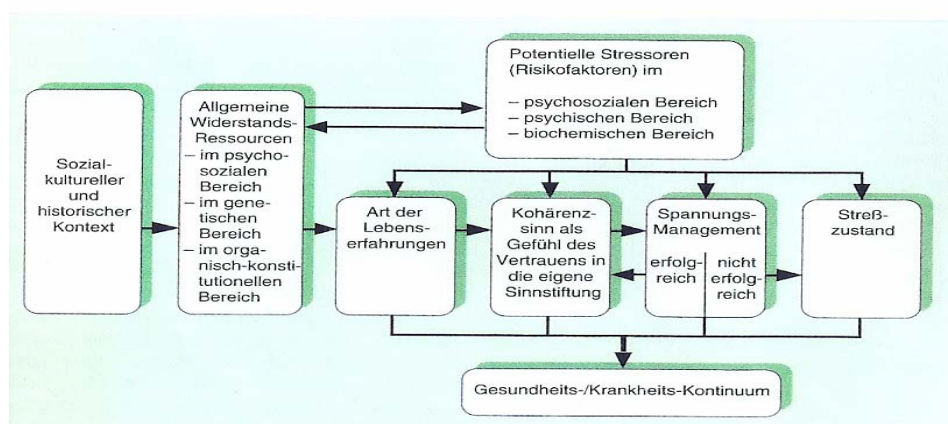 Potentielle Stressoren
(Risikofaktoren) im
– psychosozialen Bereich
– psychischen Bereich
– biochemischen Bereich
Sozial-
kultureller
und
historischer
Kontext
Allgemeine
Widerstands-
Ressourcen
– im psycho-
sozialen
Bereich
– im gene-
tischen
Bereich
– im orga-
nisch-konsti-
tutionellen
Bereich
Art der
Lebens-
erfahrungen
Kohärenz-
sinn als
Gefühl des
Vertrauens in
die eigene
Sinnstiftung
Spannungs-
Management
erfolg-
reich
nicht
erfolg-
reich
Streß-
zustand
Gesundheits-/Krankheits-Kontinuum